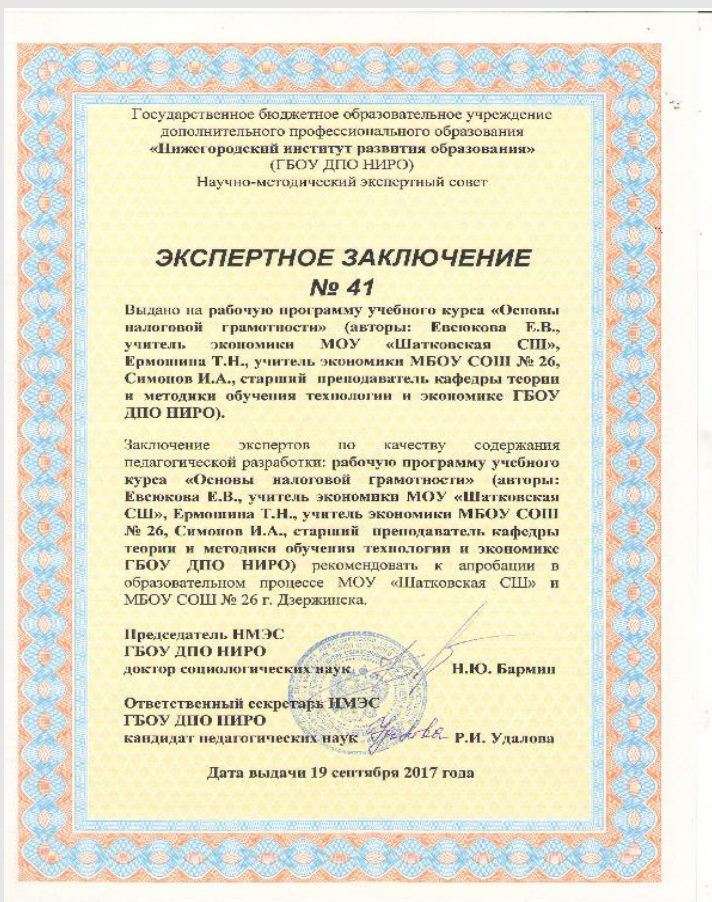 Государственное бюджетное образовательное учреждение
дополнительного профессионального образования
«Нижегородский институт развития образования»
(ГБОУ ДПО НИРО)
Научно-методический экспертный совет
ЭКСПЕРТНОЕ ЗАКЛЮЧЕНИЕ
№ 41
Выдано на рабочую программу учебного курса «Основы
налоговой грамотности» (авторы: Евсюкова Е.В.,
учитель экономики МОУ «Шатковская СШ»,
Ермошина Т.Н., учитель экономики МБОУ СОШ № 26,
Симонов И.А., старший преподаватель кафедры теории
и методики обучения технологии и экономике ГБОУ
ДПО НИРО).
Заключение экспертов по качеству содержания
педагогической разработки: рабочую программу учебного
курса «Основы налоговой грамотности» (авторы:
Евсюкова Е.В., учитель экономики МОУ «Шатковская
СШ», Ермошина Т.Н., учитель экономики МБОУ СОШ
№ 26, Симонов И.А., старший преподаватель кафедры
теории и методики обучения технологии и экономике
ГБОУ ДПО НИРО) рекомендовать к апробации в
образовательном процессе МОУ «Шатковская СШ» и
МБОУ СОШ № 26 г. Дзержинска.
Председатель НМЭС
ГБОУ ДПО НИРО
доктор социологических наук Н.Ю. Бармин
Ответственный секретарь НМЭС
ГБОУ ДПО НИРО
кандидат педагогических наук Р.И. Удалова
Дата выдачи 19 сентября 2017 года